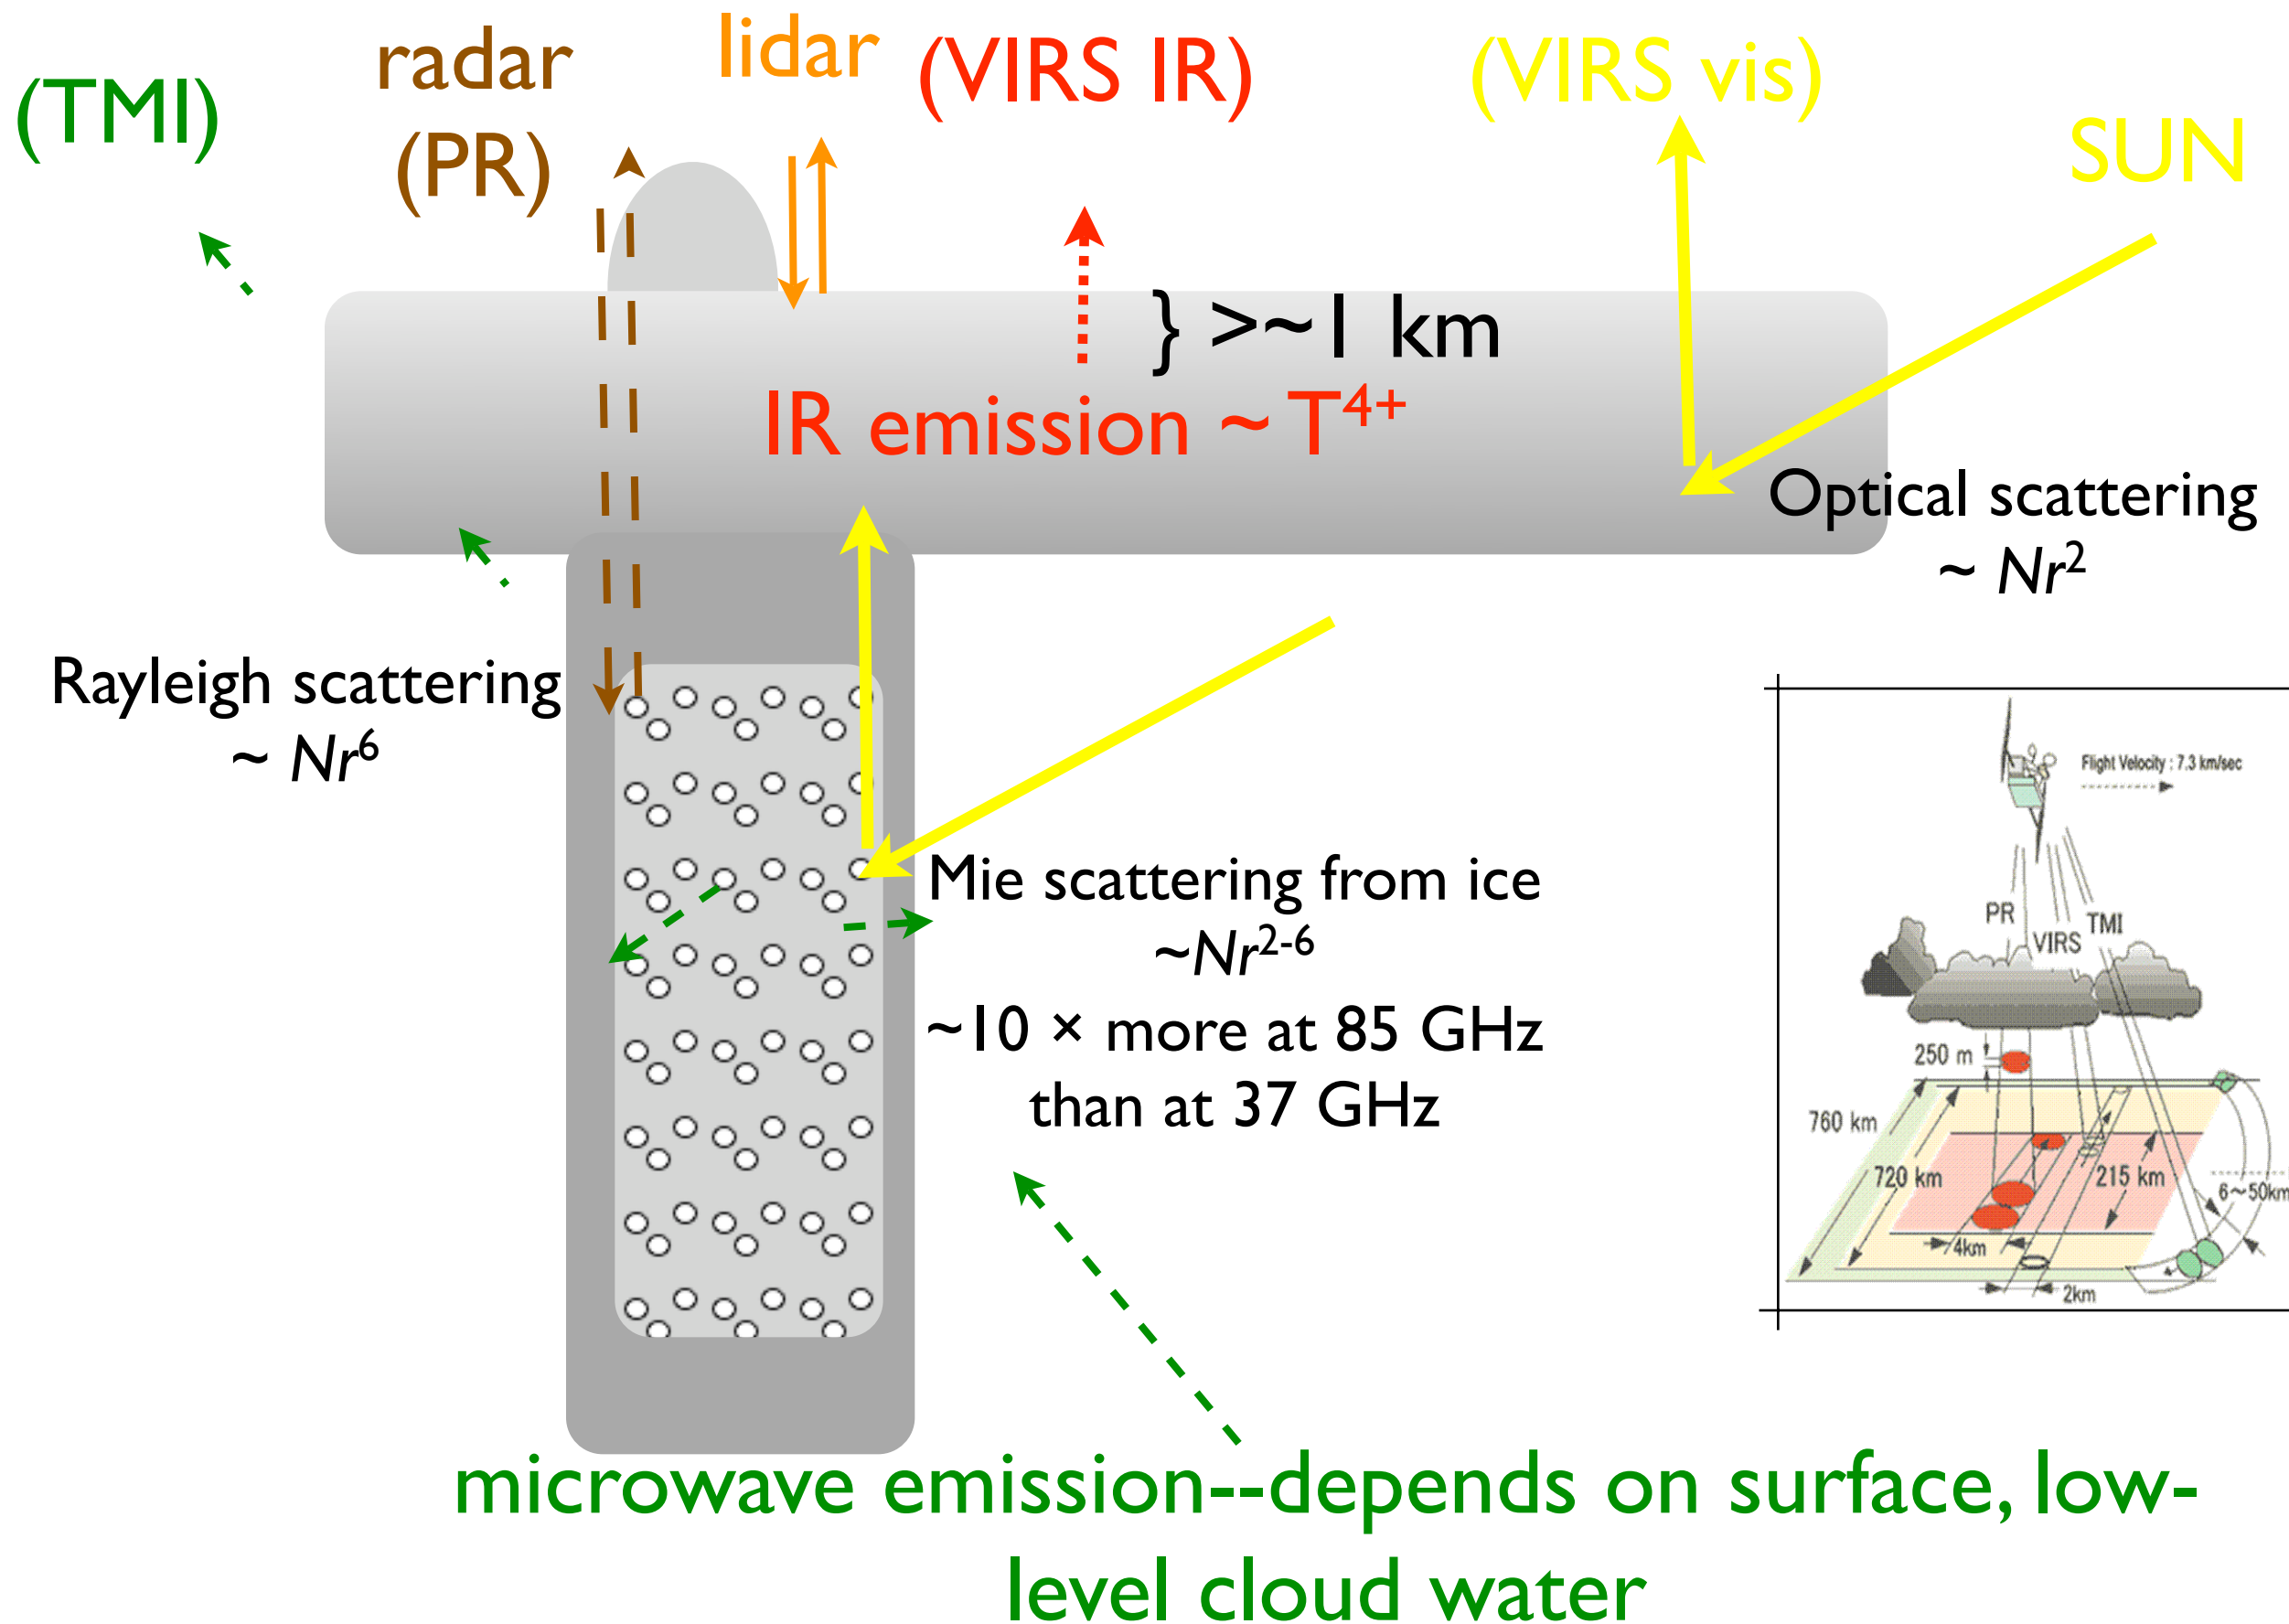 (TMI)
radar
(PR)
lidar
(VIRS IR)
(VIRS vis)
SUN
} >~1 km
IR emission ~ T⁴⁺
Optical scattering
~ Nr²
Rayleigh scattering
~ Nr⁶
Mie scattering from ice
~Nr²⁻⁶
~10 × more at 85 GHz
than at 37 GHz
Flight Velocity : 7.3 km/sec
PR
VIRS
TMI
250 m
760 km
720 km
215 km
6～50km
4km
2km
microwave emission--depends on surface, low-
level cloud water